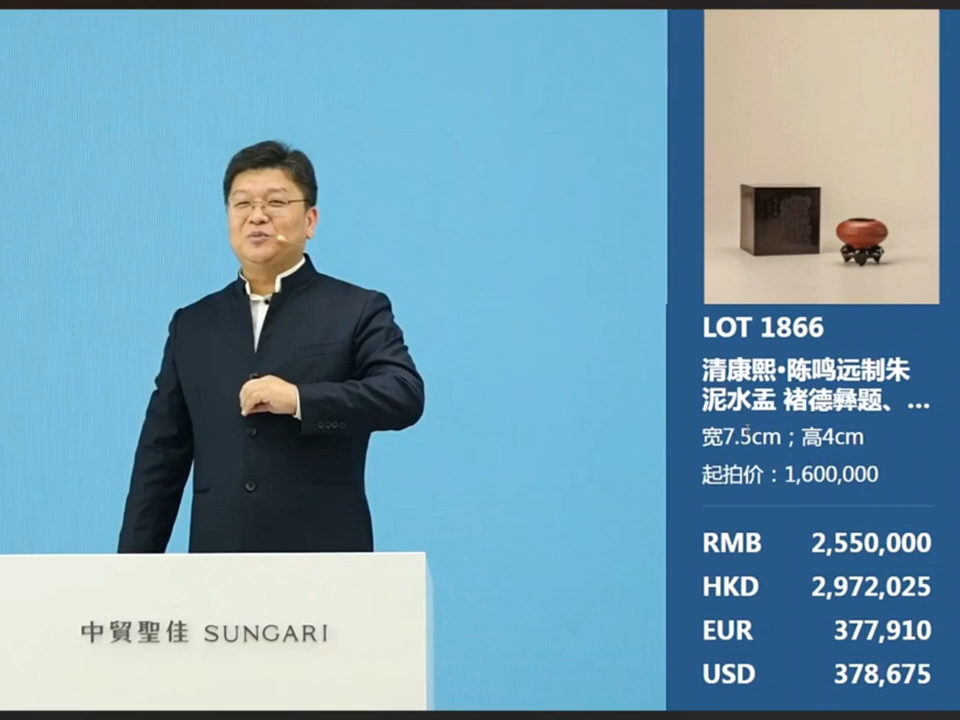 LOT 1866
清康熙•陈鸣远制朱
泥水盂 褚德彝题、...
宽7.5cm；高4cm
起拍价：1,600,000
RMB 2,550,000
HKD 2,972,025
EUR 377,910
USD 378,675
中貿聖佳 SUNGARI